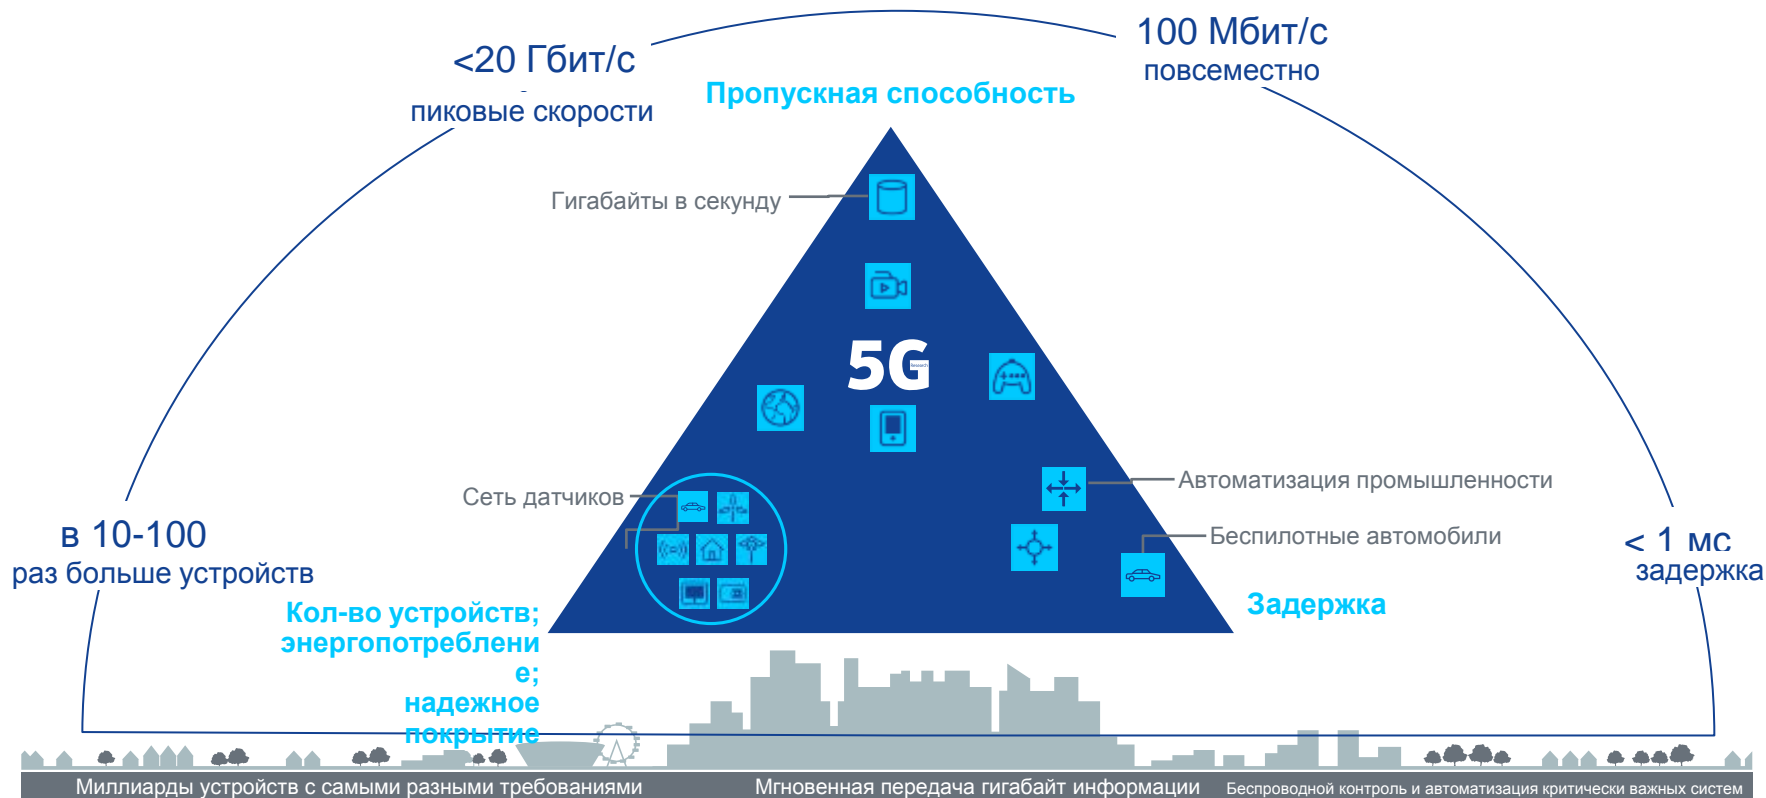 <20 Гбит/с
пиковые скорости
100 Мбит/с
повсеместно
Пропускная способность
Гигабайты в секунду
5G
Сеть датчиков
Автоматизация промышленности
Беспилотные автомобили
в 10-100
раз больше устройств
< 1 мс
задержка
Кол-во устройств;
энергопотреблени
е;
надежное
покрытие
Задержка
Миллиарды устройств с самыми разными требованиями
Мгновенная передача гигабайт информации
Беспроводной контроль и автоматизация критически важных систем